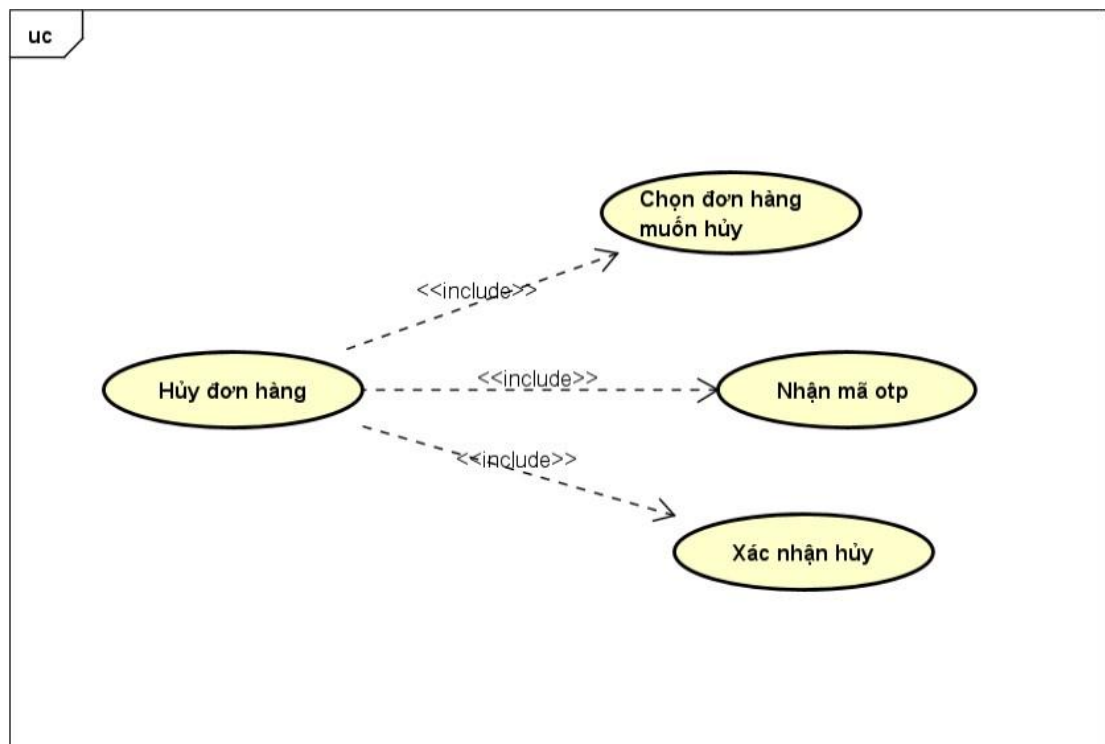 uc
Chọn đơn hàng
muốn hủy
<<include>>
Hủy đơn hàng
<<include>>
Nhận mã otp
<<include>>
Xác nhận hủy